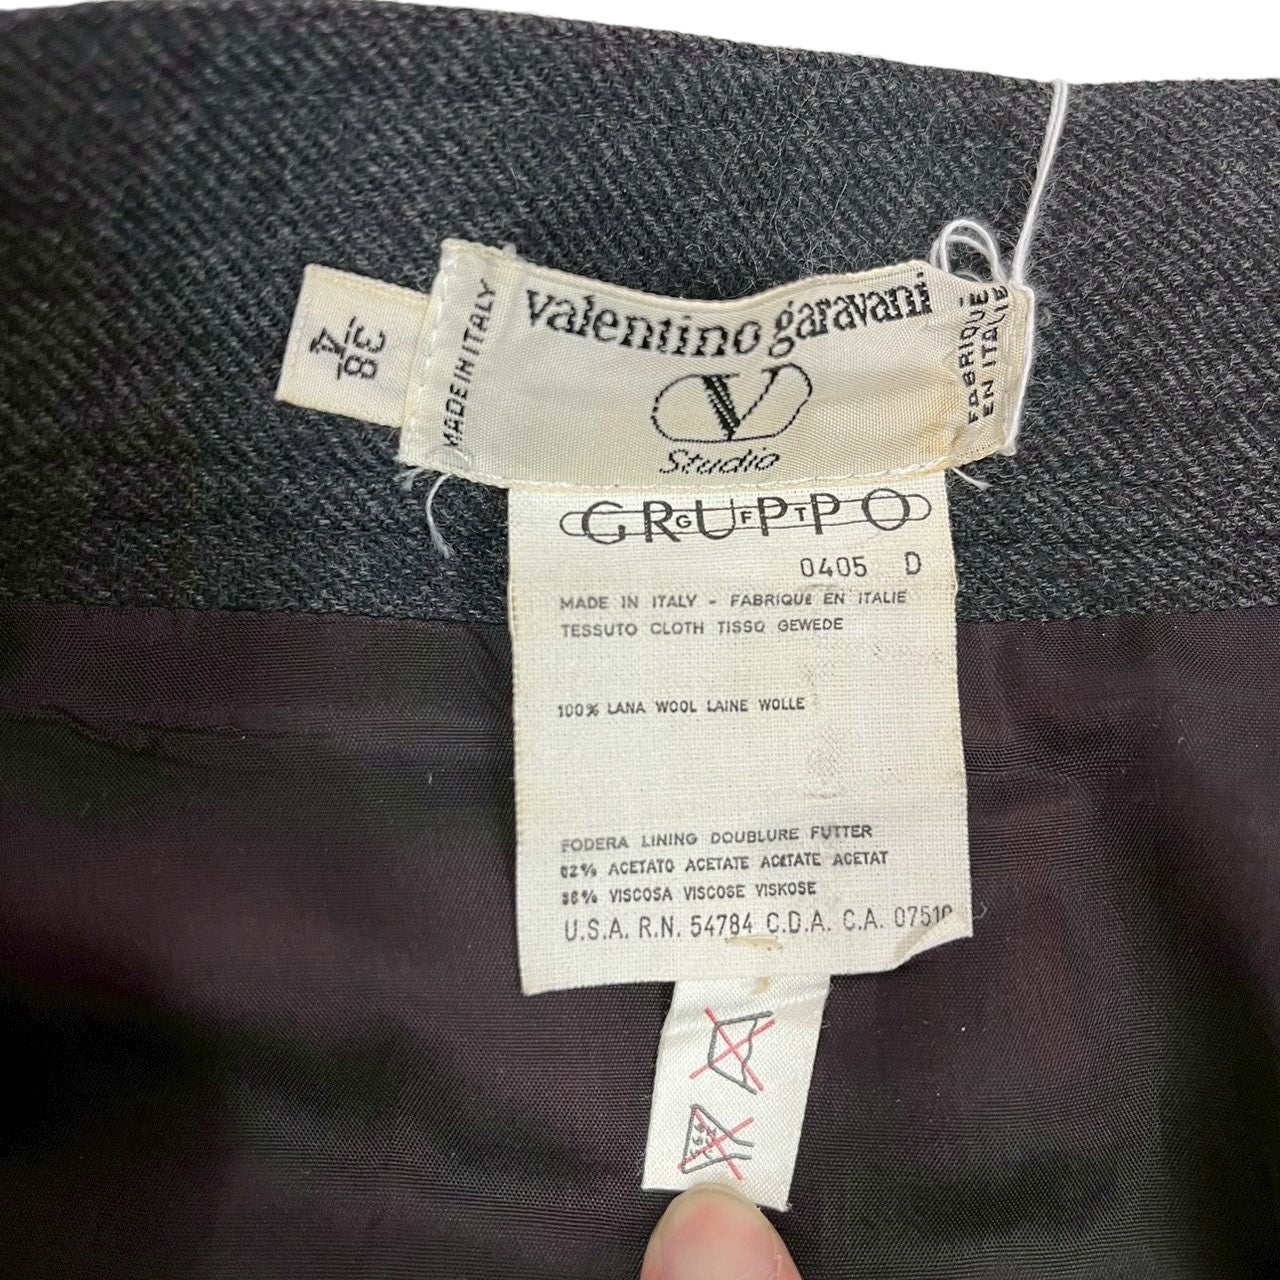 38
4
MADE IN ITALY
valentino garavani
V
Studio
FABRIQUÉ
EN ITALIE
GRUPPO
GFT
0405 D
MADE IN ITALY - FABRIQUE EN ITALIE
TESSUTO CLOTH TISSO GEWEDE
100% LANA WOOL LAINE WOLLE
FODERA LINING DOUBLURE FUTTER
62% ACETATO ACETATE ACETATE ACETAT
38% VISCOSA VISCOSE VISKOSE
U.S.A. R.N. 54784 C.D.A. C.A. 07510